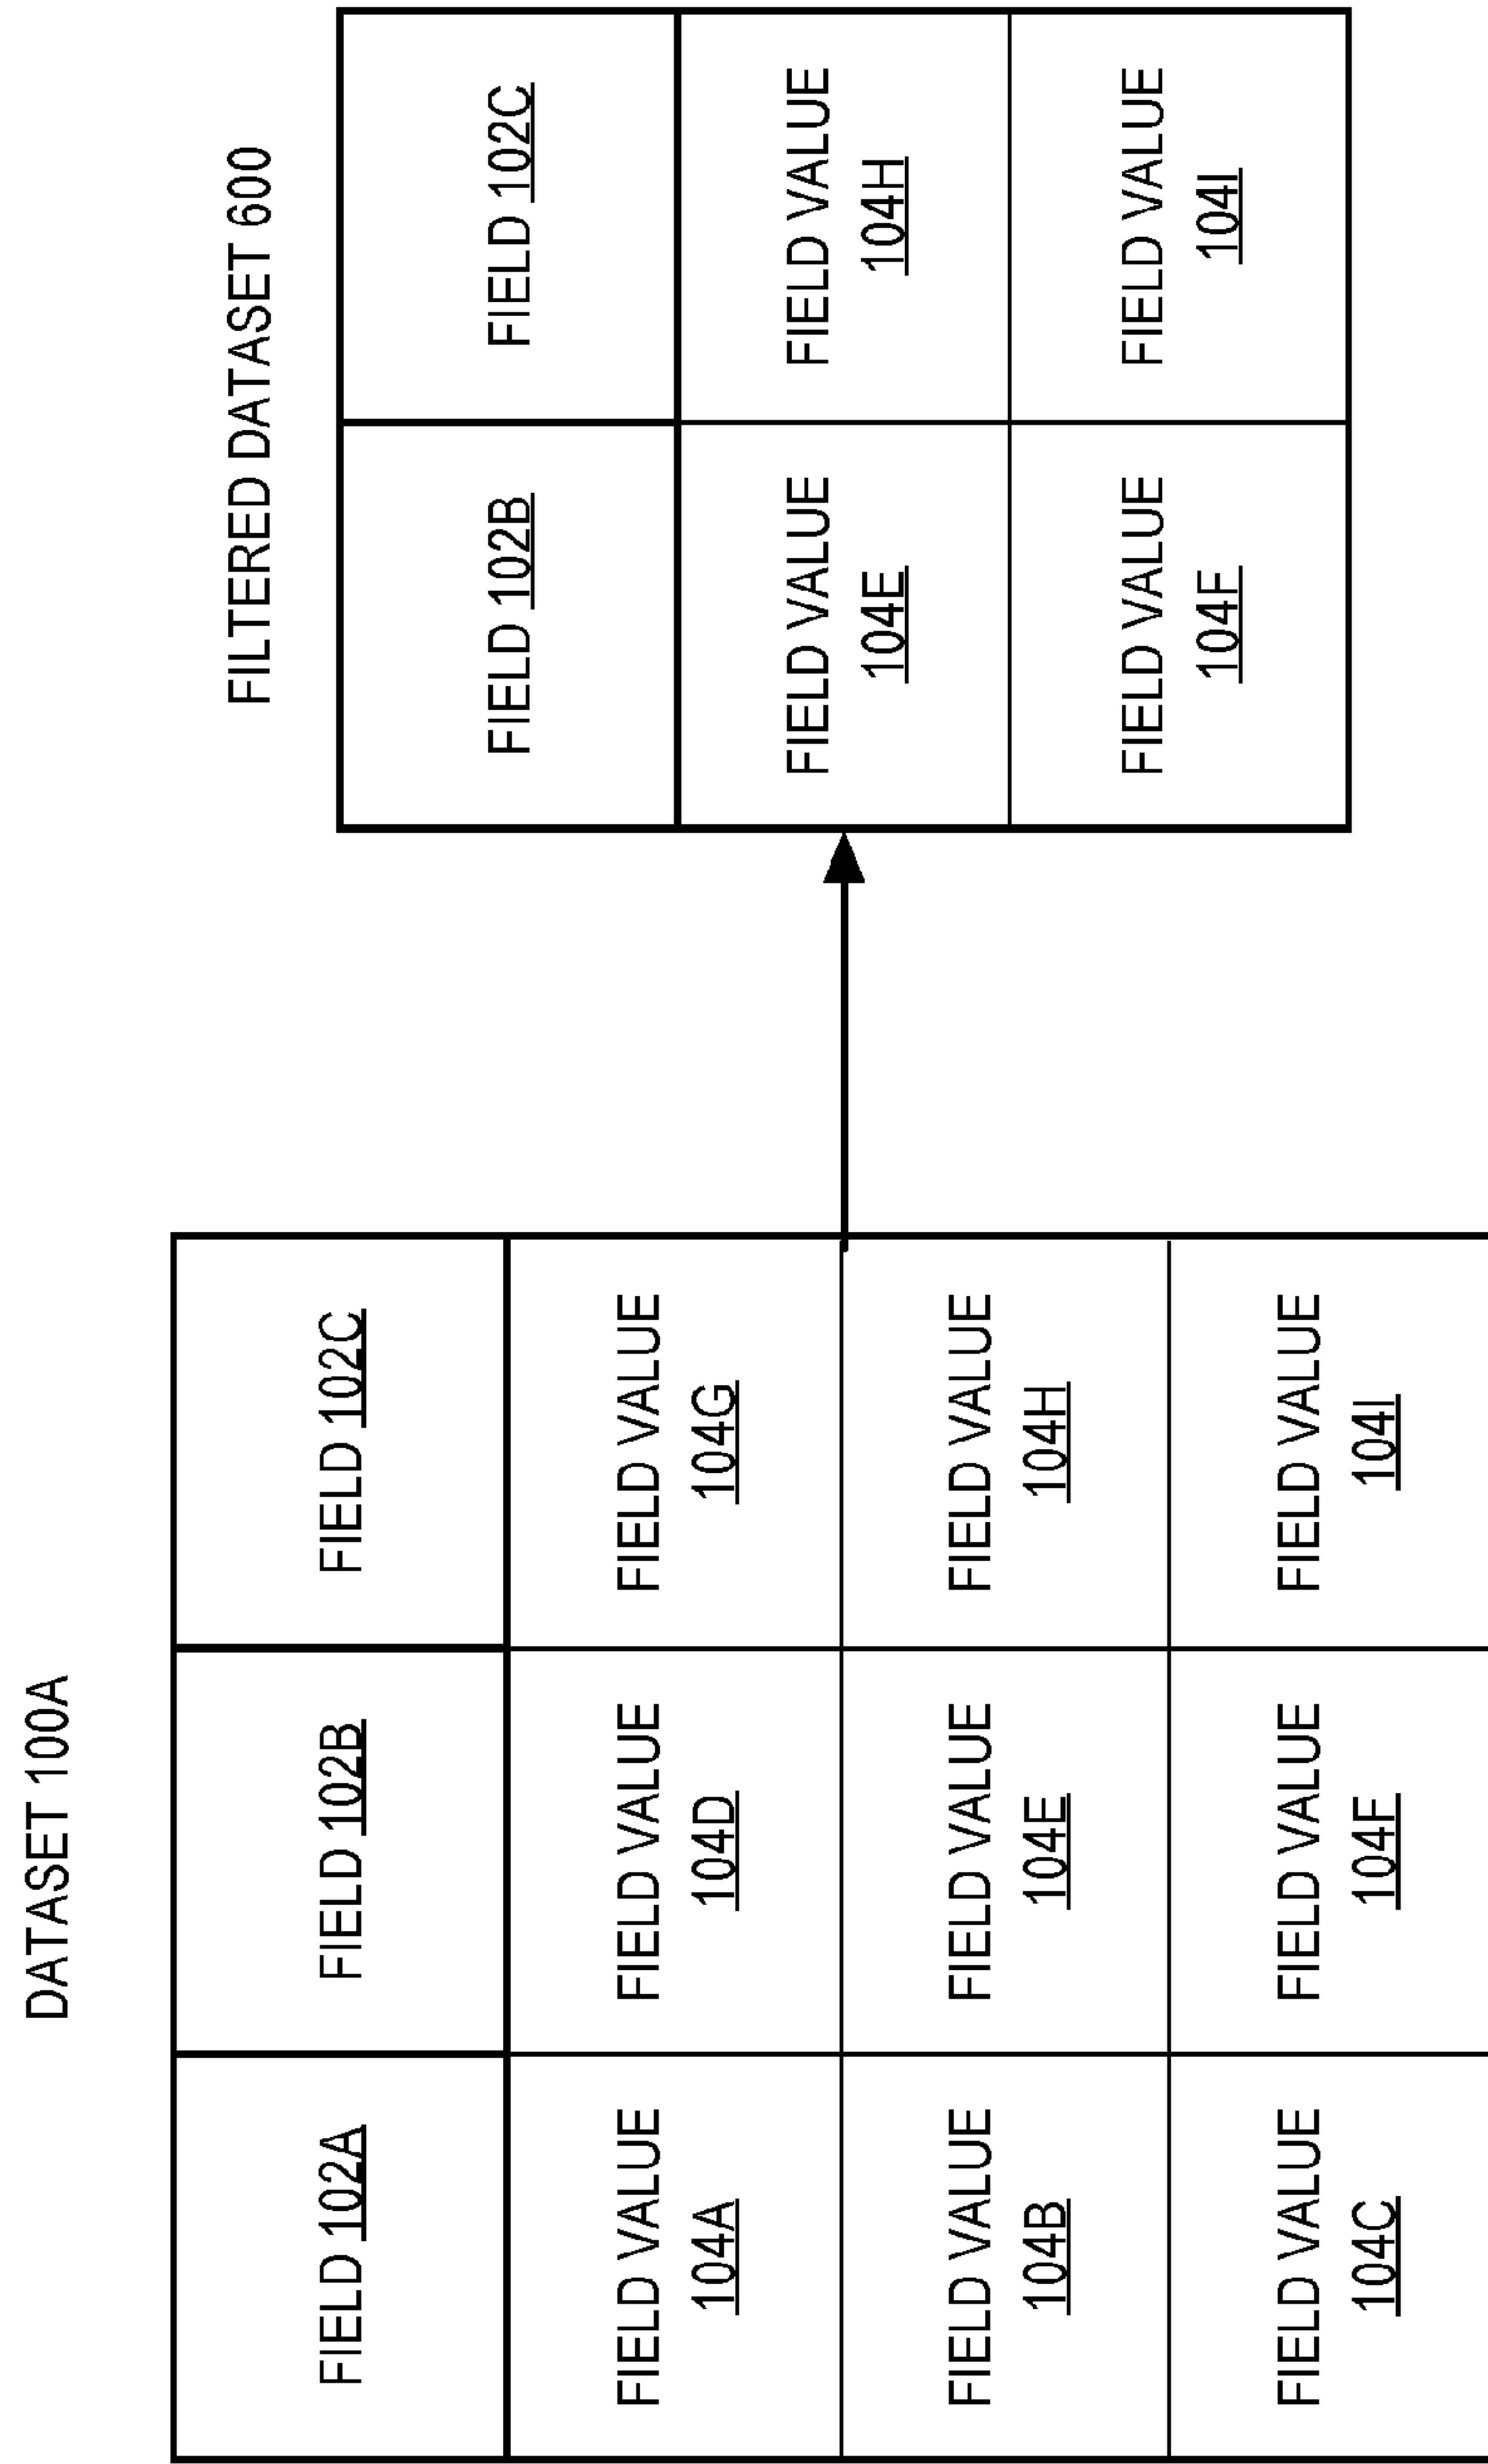 DATASET 100A
FIELD 102A
FIELD 102B
FIELD 102C
FIELD VALUE
104A
FIELD VALUE
104D
FIELD VALUE
104G
FIELD VALUE
104B
FIELD VALUE
104E
FIELD VALUE
104H
FIELD VALUE
104C
FIELD VALUE
104F
FIELD VALUE
104I
FILTERED DATASET 600
FIELD 102B
FIELD 102C
FIELD VALUE
104E
FIELD VALUE
104H
FIELD VALUE
104F
FIELD VALUE
104I